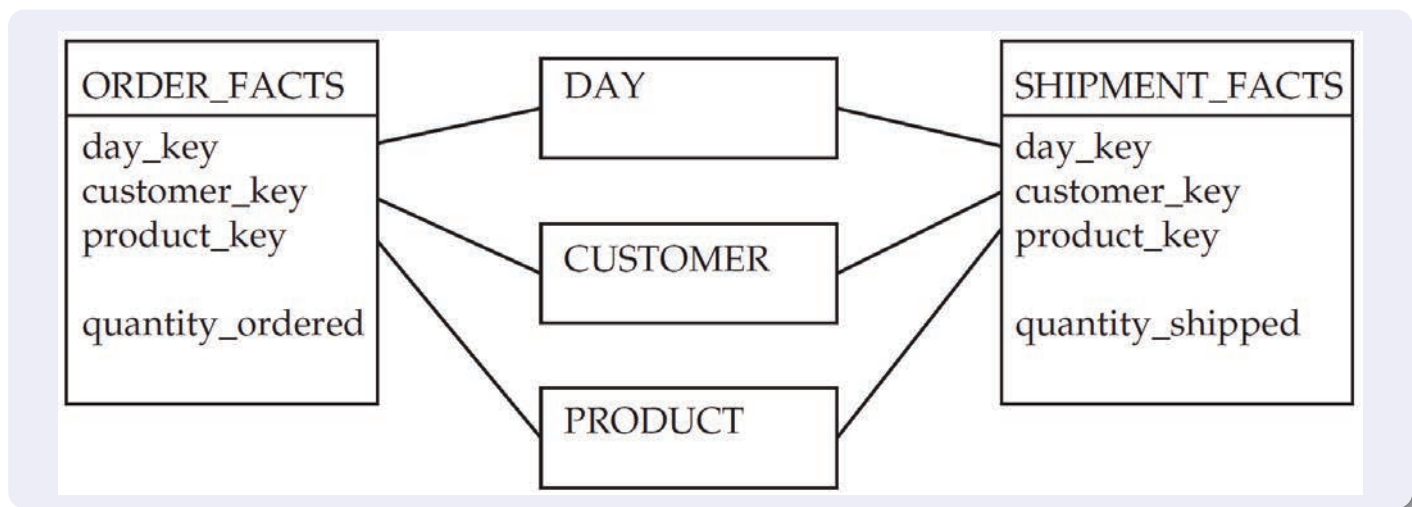 ORDER_FACTS
day_key
customer_key
product_key
quantity_ordered
DAY
CUSTOMER
PRODUCT
SHIPMENT_FACTS
day_key
customer_key
product_key
quantity_shipped